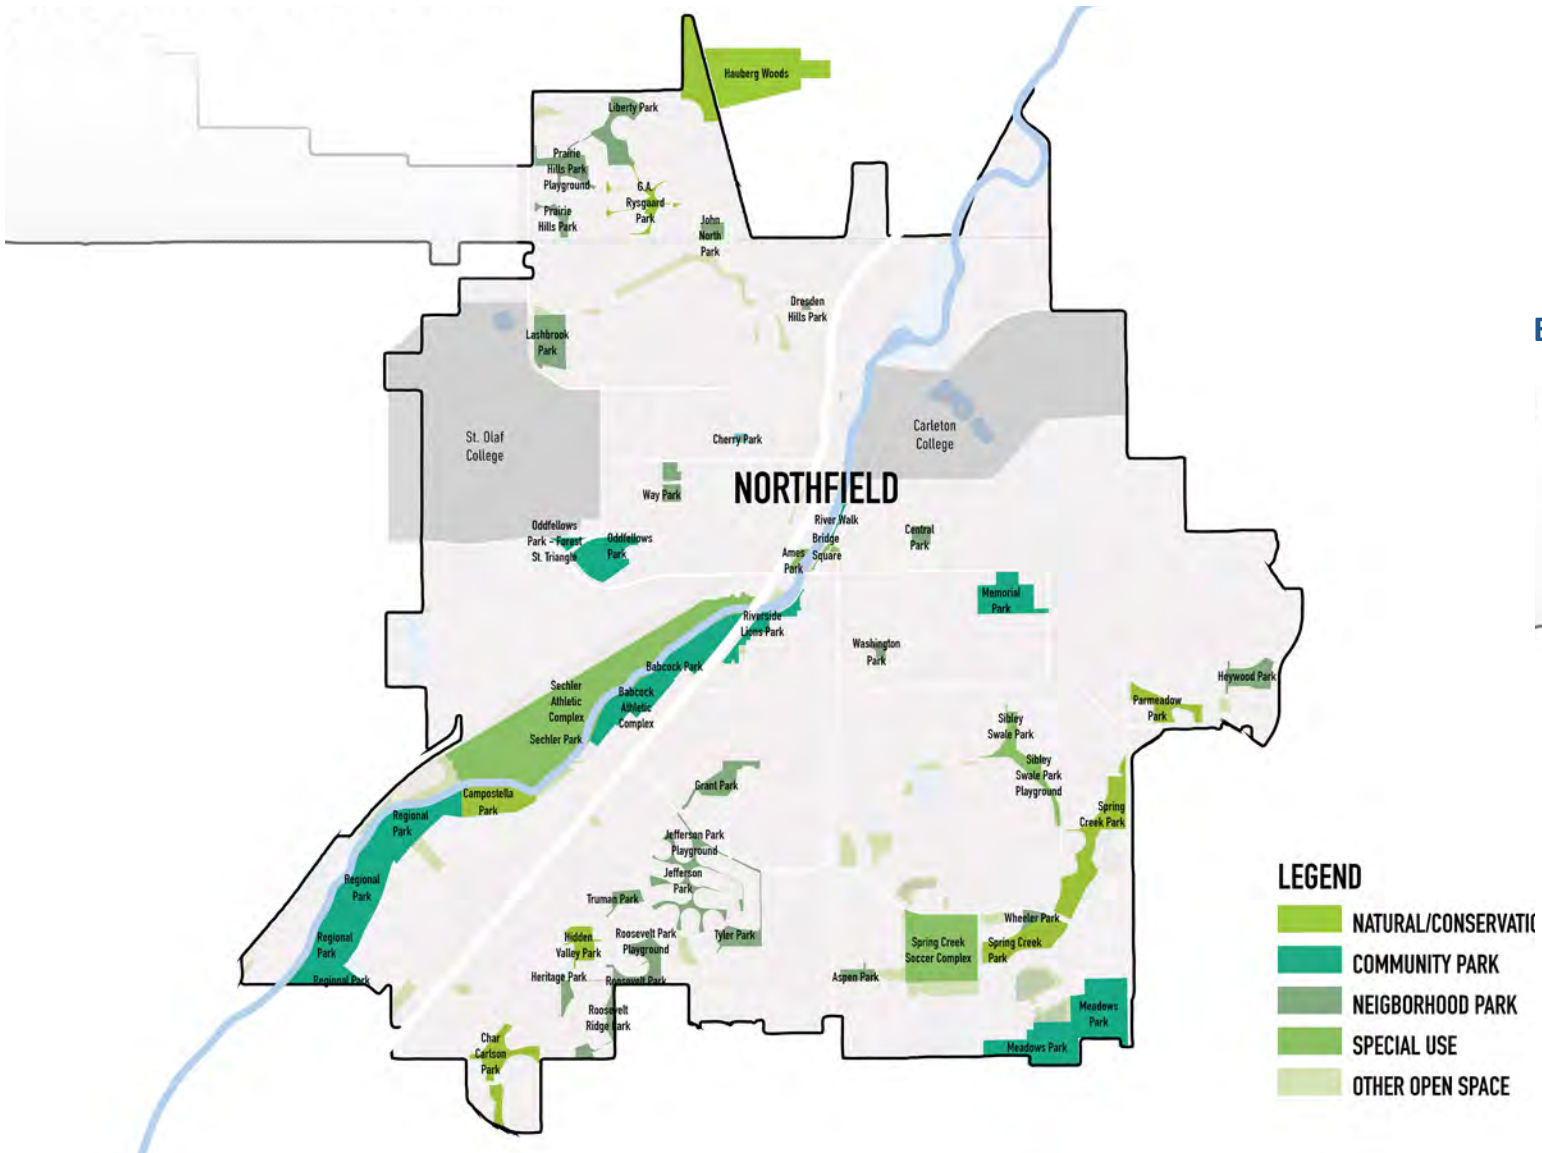 Hauberg Woods
Liberty Park
Prairie
Hills Park
Playground
G.A.
Rysgaard
Park
Prairie
Hills Park
John
North
Park
Dresden
Hills Park
Lashbrook
Park
St. Olaf
College
Carleton
College
Cherry Park
NORTHFIELD
Way Park
River Walk
Oddfellows
Park - Forest
St. Triangle
Oddfellows
Park
Bridge
Square
Ames
Park
Central
Park
Memorial
Park
Riverside
Lions Park
Washington
Park
Babcock Park
Heywood Park
Sechler
Athletic
Complex
Babcock
Athletic
Complex
Parmeadow
Park
Sechler Park
Sibley
Swale Park
Sibley
Swale Park
Playground
Grant Park
Campostella
Park
Regional
Park
Spring
Creek Park
Jefferson Park
Playground
Jefferson
Park
Regional
Park
Truman Park
Wheeler Park
Regional
Park
Hidden
Valley Park
Roosevelt Park
Playground
Tyler Park
Spring Creek
Soccer Complex
Spring Creek
Park
Regional Park
Heritage Park
Roosevelt Park
Aspen Park
Roosevelt
Ridge Park
Meadows
Park
Char
Carlson
Park
Meadows Park
LEGEND
NATURAL/CONSERVATIO
COMMUNITY PARK
NEIGBORHOOD PARK
SPECIAL USE
OTHER OPEN SPACE